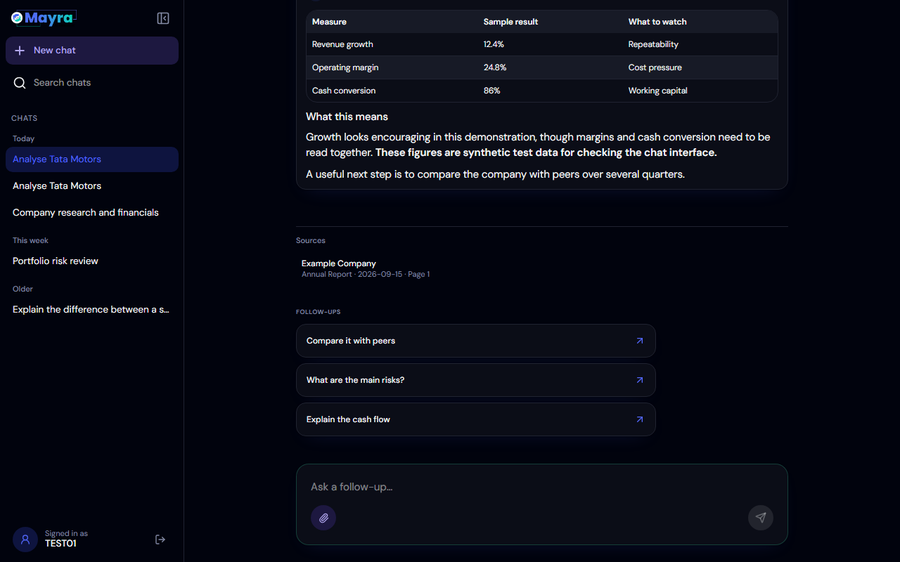 Mayra
New chat
Search chats
CHATS
Today
Analyse Tata Motors
Analyse Tata Motors
Company research and financials
This week
Portfolio risk review
Older
Explain the difference between a s...
Signed in as
TEST01
Measure Sample result What to watch
Revenue growth 12.4% Repeatability
Operating margin 24.8% Cost pressure
Cash conversion 86% Working capital
What this means
Growth looks encouraging in this demonstration, though margins and cash conversion need to be
read together. These figures are synthetic test data for checking the chat interface.
A useful next step is to compare the company with peers over several quarters.
Sources
Example Company
Annual Report · 2026-09-15 · Page 1
FOLLOW-UPS
Compare it with peers
What are the main risks?
Explain the cash flow
Ask a follow-up...